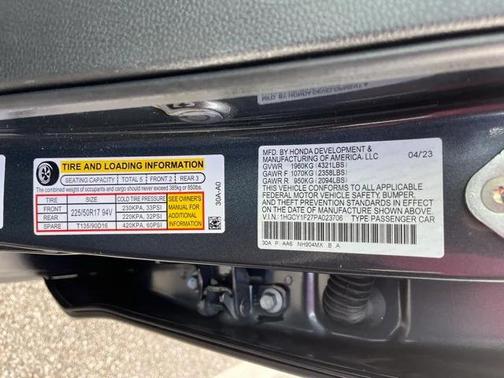 TIRE AND LOADING INFORMATION
SEATING CAPACITY | TOTAL 5 | FRONT 2 | REAR 3
The combined weight of occupants and cargo should never exceed 385kg or 850lbs.
TIRE SIZE COLD TIRE PRESSURE
FRONT 225/50R17 94V 230KPA, 33PSI
REAR 220KPA, 32PSI
SPARE T135/90D16 420KPA, 60PSI
SEE OWNERS MANUAL FOR ADDITIONAL INFORMATION
30A-A0
MFD. BY HONDA DEVELOPMENT & 04/23
MANUFACTURING OF AMERICA, LLC
GVWR 1960KG (4321LBS)
GAWR F 1070KG (2358LBS)
GAWR R 950KG (2094LBS)
THIS VEHICLE CONFORMS TO ALL APPLICABLE
FEDERAL MOTOR VEHICLE SAFETY, BUMPER,
AND THEFT PREVENTION STANDARDS IN EFFECT
ON THE DATE OF MANUFACTURE SHOWN ABOVE.
V.I.N.: 1HGCY1F27PA023706 TYPE PASSENGER CAR
30A P AA6 NH904MX B A